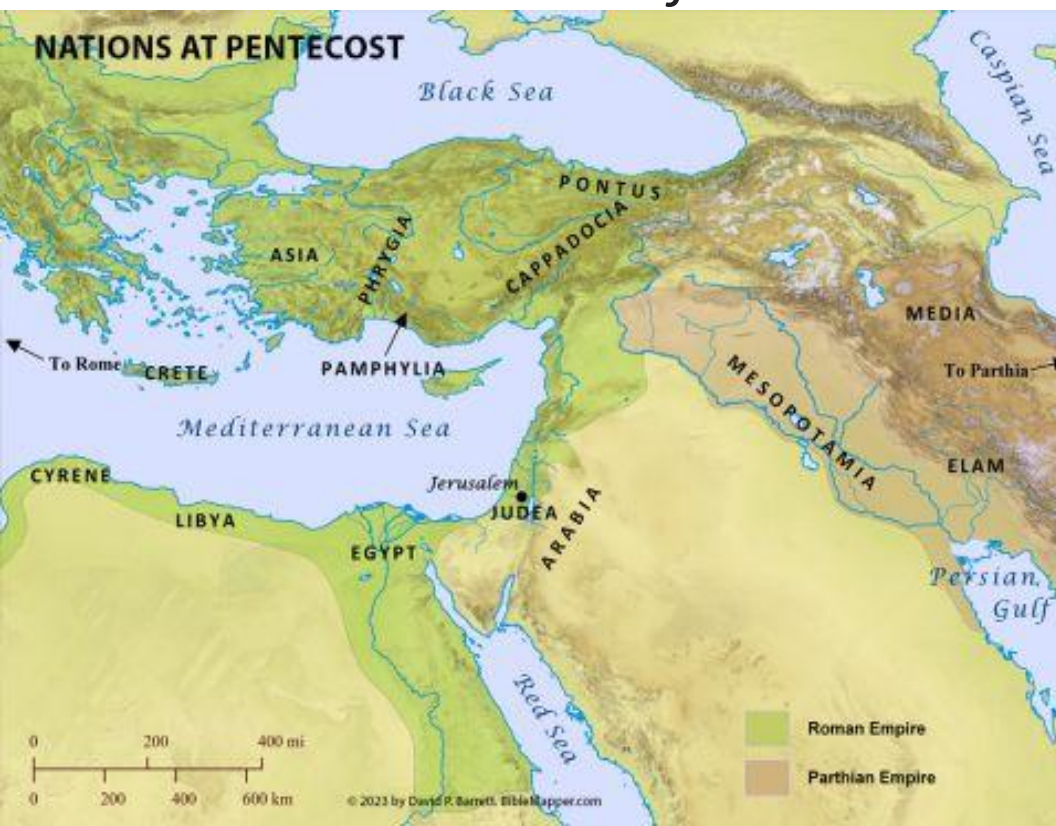 NATIONS AT PENTECOST
Black Sea
Caspian Sea
PONTUS
CAPPADOCIA
PHRYGIA
ASIA
MEDIA
To Rome
CRETE
PAMPHYLIA
To Parthia
MESOPOTAMIA
Mediterranean Sea
ELAM
CYRENE
Jerusalem
LIBYA
JUDEA
ARABIA
EGYPT
Persian
Gulf
Red Sea
Roman Empire
Parthian Empire
0 200 400 mi
0 200 400 600 km
© 2023 by David P. Barrett. BibleMapper.com